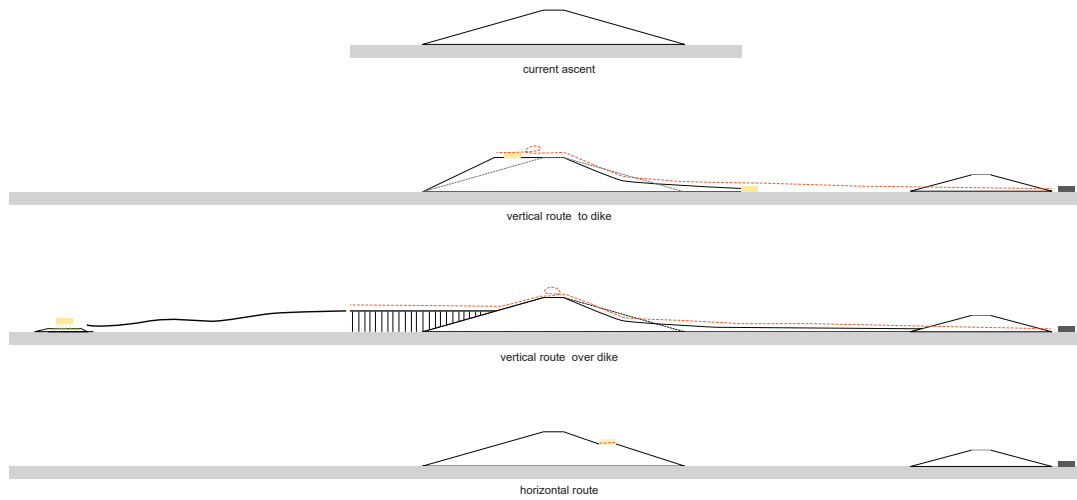 current ascent
vertical route  to dike
vertical route  over dike
horizontal route